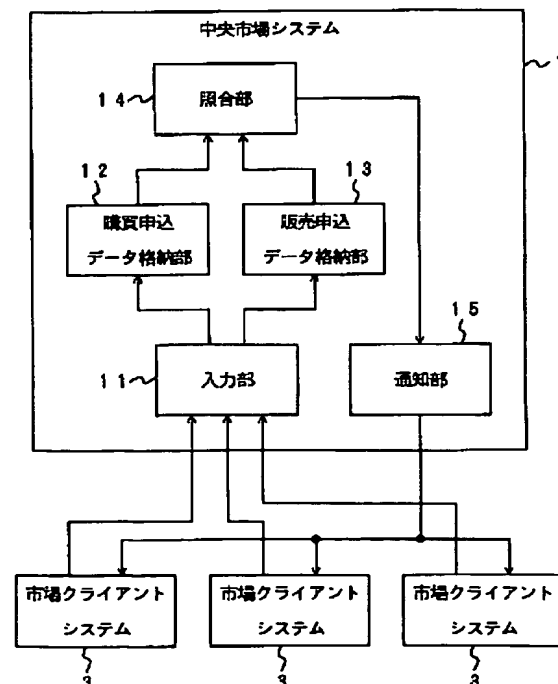 中央市場システム
14
照合部
12
13
購買申込
データ格納部
販売申込
データ格納部
15
11
入力部
通知部
市場クライアント
システム
市場クライアント
システム
市場クライアント
システム
3
3
3